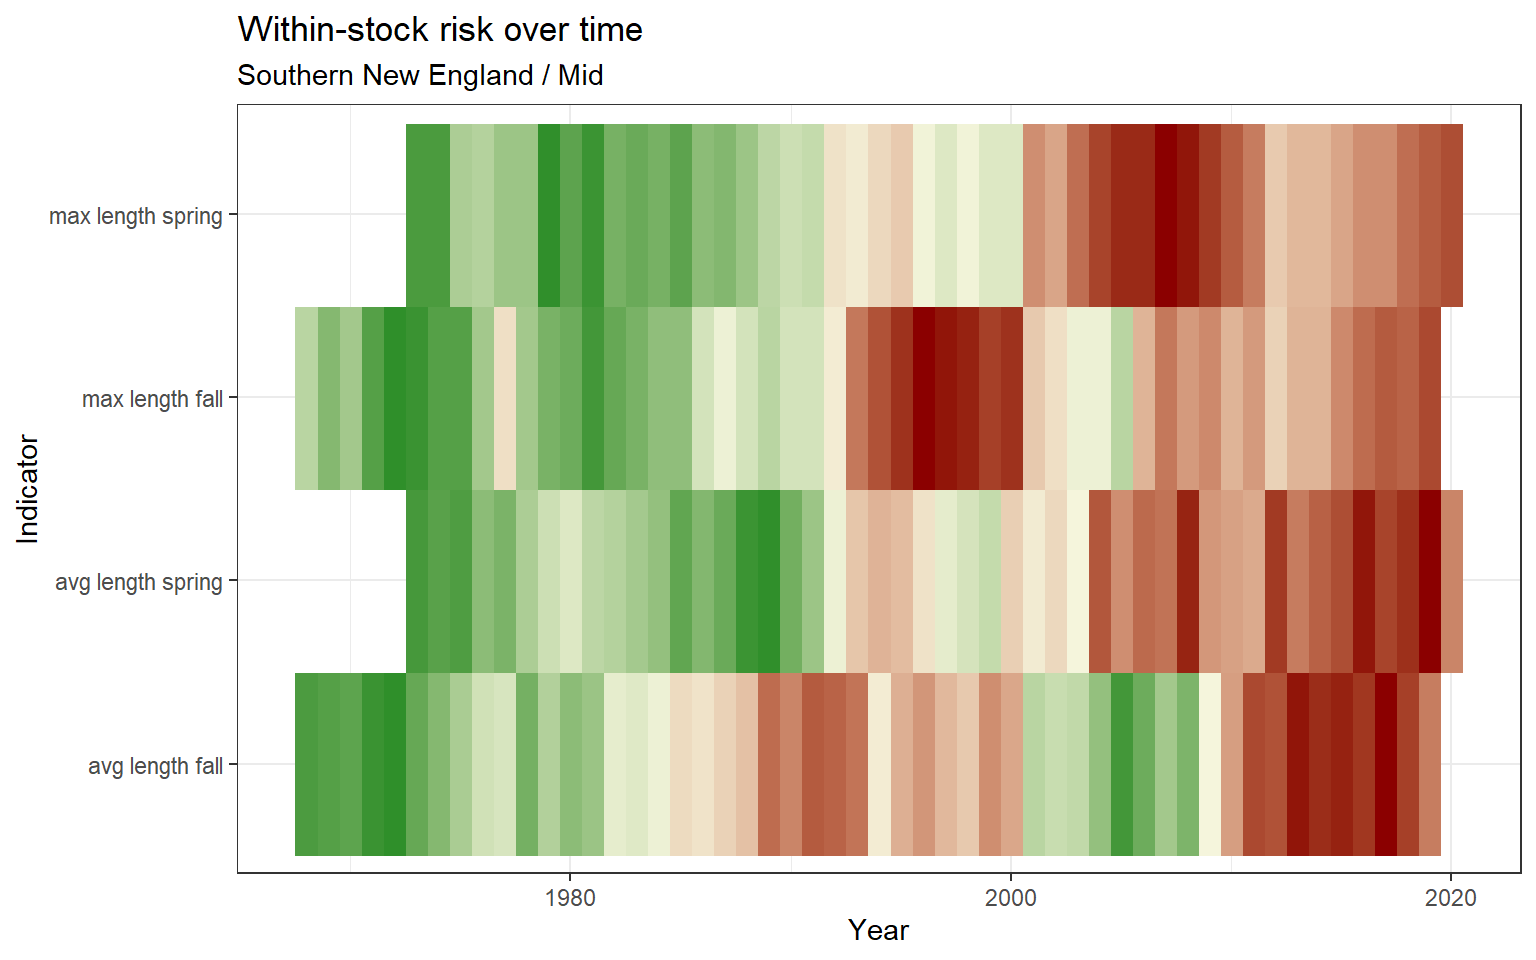 Within-stock risk over time
Southern New England / Mid
max length spring
max length fall
avg length spring
avg length fall
Indicator
1980
2000
2020
Year